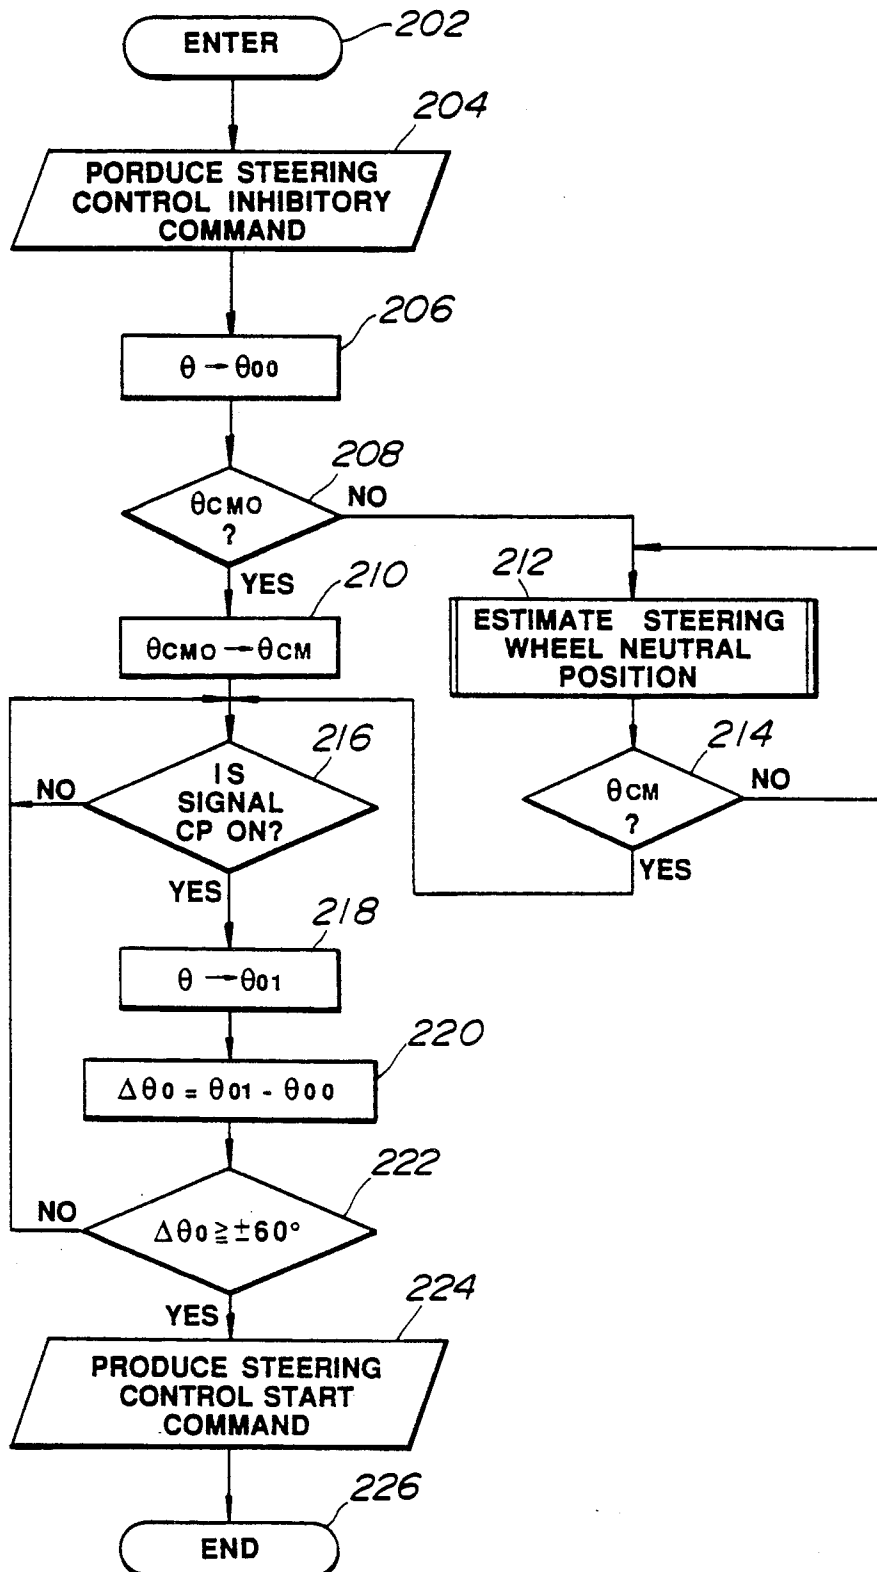 ENTER
202
204
PORDUCE STEERING
CONTROL INHIBITORY
COMMAND
206
θ → θ00
208
θCMO
?
NO
YES
210
θCMO → θCM
212
ESTIMATE STEERING
WHEEL NEUTRAL
POSITION
214
θCM
?
NO
YES
216
IS
SIGNAL
CP ON?
NO
YES
218
θ → θ01
220
Δθ0 = θ01 - θ00
222
Δθ0 ≧ ±60°
NO
YES
224
PRODUCE STEERING
CONTROL START
COMMAND
226
END